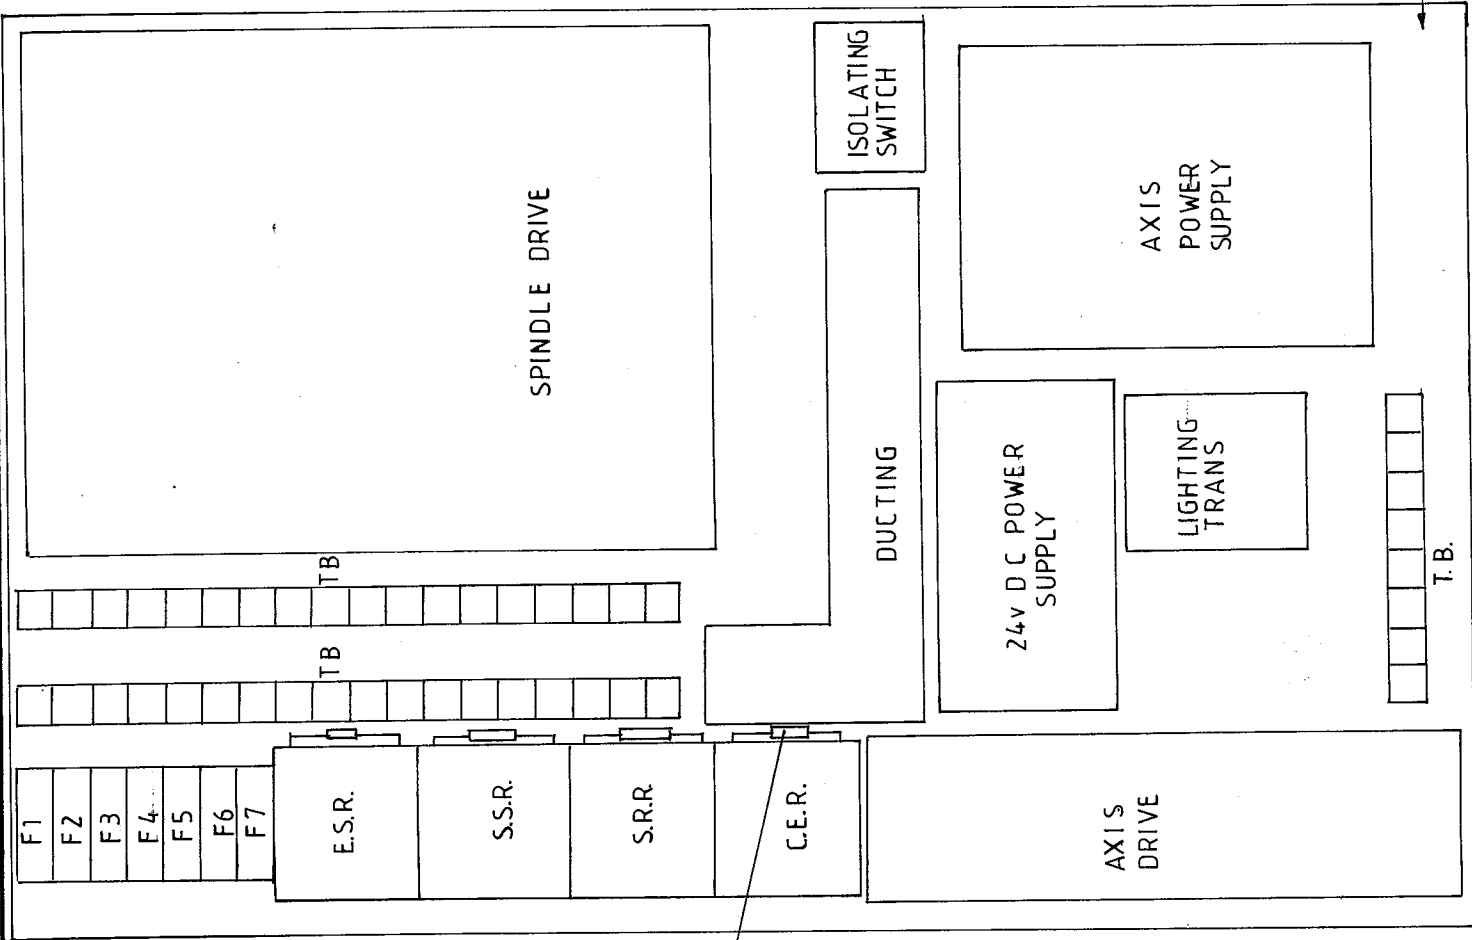 F1
F2
F3
F4
F5
F6
F7
E.S.R.
S.S.R.
S.R.R
C.E.R.
AXIS
DRIVE
TB
TB
SPINDLE DRIVE
DUCTING
ISOLATING
SWITCH
24v DC POWER
SUPPLY
LIGHTING
TRANS
AXIS
POWER
SUPPLY
T.B.